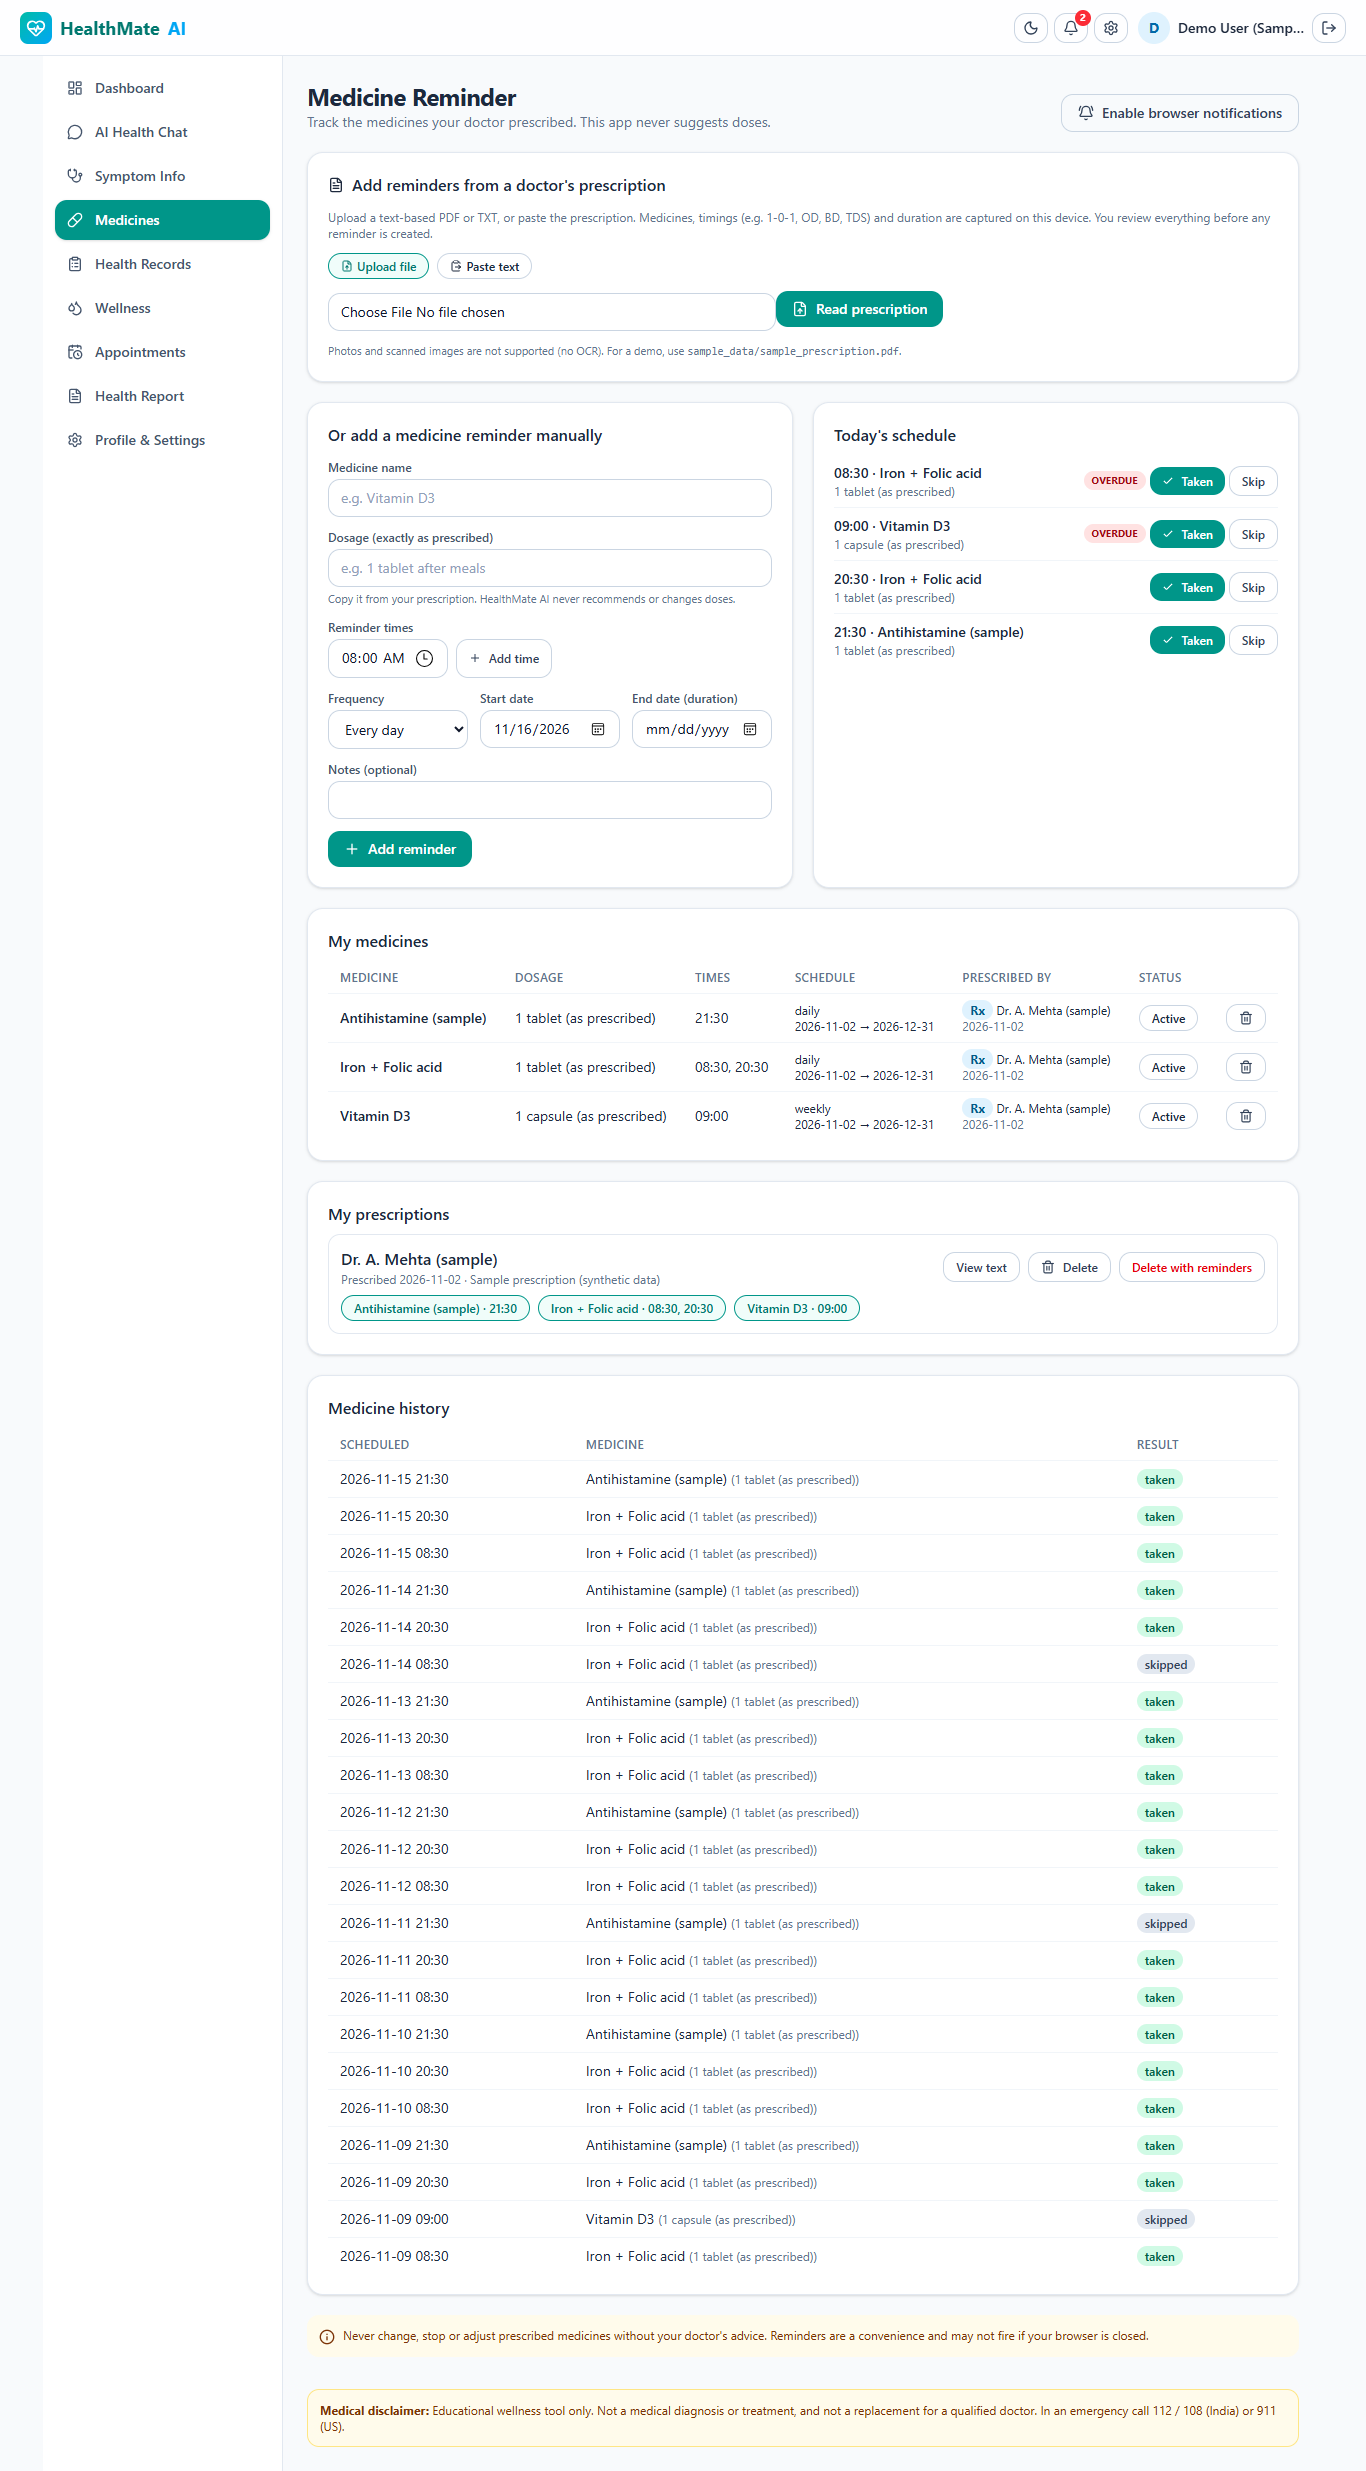 HealthMate AI
2
D
Demo User (Samp...
Dashboard
AI Health Chat
Symptom Info
Medicines
Health Records
Wellness
Appointments
Health Report
Profile & Settings
Medicine Reminder
Track the medicines your doctor prescribed. This app never suggests doses.
Enable browser notifications
Add reminders from a doctor's prescription
Upload a text-based PDF or TXT, or paste the prescription. Medicines, timings (e.g. 1-0-1, OD, BD, TDS) and duration are captured on this device. You review everything before any
reminder is created.
Upload file
Paste text
Choose File No file chosen
Read prescription
Photos and scanned images are not supported (no OCR). For a demo, use sample_data/sample_prescription.pdf.
Or add a medicine reminder manually
Medicine name
e.g. Vitamin D3
Dosage (exactly as prescribed)
e.g. 1 tablet after meals
Copy it from your prescription. HealthMate AI never recommends or changes doses.
Reminder times
08:00 AM
+ Add time
Frequency
Start date
End date (duration)
Every day
11/16/2026
mm/dd/yyyy
Notes (optional)
+ Add reminder
Today's schedule
08:30 · Iron + Folic acid
1 tablet (as prescribed)
OVERDUE
Taken
Skip
09:00 · Vitamin D3
1 capsule (as prescribed)
OVERDUE
Taken
Skip
20:30 · Iron + Folic acid
1 tablet (as prescribed)
Taken
Skip
21:30 · Antihistamine (sample)
1 tablet (as prescribed)
Taken
Skip
My medicines
MEDICINE DOSAGE TIMES SCHEDULE PRESCRIBED BY STATUS
Antihistamine (sample) 1 tablet (as prescribed) 21:30 daily Rx Dr. A. Mehta (sample) Active
2026-11-02 → 2026-12-31 2026-11-02
Iron + Folic acid 1 tablet (as prescribed) 08:30, 20:30 daily Rx Dr. A. Mehta (sample) Active
2026-11-02 → 2026-12-31 2026-11-02
Vitamin D3 1 capsule (as prescribed) 09:00 weekly Rx Dr. A. Mehta (sample) Active
2026-11-02 → 2026-12-31 2026-11-02
My prescriptions
Dr. A. Mehta (sample)
Prescribed 2026-11-02 · Sample prescription (synthetic data)
View text
Delete
Delete with reminders
Antihistamine (sample) · 21:30
Iron + Folic acid · 08:30, 20:30
Vitamin D3 · 09:00
Medicine history
SCHEDULED MEDICINE RESULT
2026-11-15 21:30 Antihistamine (sample) (1 tablet (as prescribed)) taken
2026-11-15 20:30 Iron + Folic acid (1 tablet (as prescribed)) taken
2026-11-15 08:30 Iron + Folic acid (1 tablet (as prescribed)) taken
2026-11-14 21:30 Antihistamine (sample) (1 tablet (as prescribed)) taken
2026-11-14 20:30 Iron + Folic acid (1 tablet (as prescribed)) taken
2026-11-14 08:30 Iron + Folic acid (1 tablet (as prescribed)) skipped
2026-11-13 21:30 Antihistamine (sample) (1 tablet (as prescribed)) taken
2026-11-13 20:30 Iron + Folic acid (1 tablet (as prescribed)) taken
2026-11-13 08:30 Iron + Folic acid (1 tablet (as prescribed)) taken
2026-11-12 21:30 Antihistamine (sample) (1 tablet (as prescribed)) taken
2026-11-12 20:30 Iron + Folic acid (1 tablet (as prescribed)) taken
2026-11-12 08:30 Iron + Folic acid (1 tablet (as prescribed)) taken
2026-11-11 21:30 Antihistamine (sample) (1 tablet (as prescribed)) skipped
2026-11-11 20:30 Iron + Folic acid (1 tablet (as prescribed)) taken
2026-11-11 08:30 Iron + Folic acid (1 tablet (as prescribed)) taken
2026-11-10 21:30 Antihistamine (sample) (1 tablet (as prescribed)) taken
2026-11-10 20:30 Iron + Folic acid (1 tablet (as prescribed)) taken
2026-11-10 08:30 Iron + Folic acid (1 tablet (as prescribed)) taken
2026-11-09 21:30 Antihistamine (sample) (1 tablet (as prescribed)) taken
2026-11-09 20:30 Iron + Folic acid (1 tablet (as prescribed)) taken
2026-11-09 09:00 Vitamin D3 (1 capsule (as prescribed)) skipped
2026-11-09 08:30 Iron + Folic acid (1 tablet (as prescribed)) taken
Never change, stop or adjust prescribed medicines without your doctor's advice. Reminders are a convenience and may not fire if your browser is closed.
Medical disclaimer: Educational wellness tool only. Not a medical diagnosis or treatment, and not a replacement for a qualified doctor. In an emergency call 112 / 108 (India) or 911
(US).